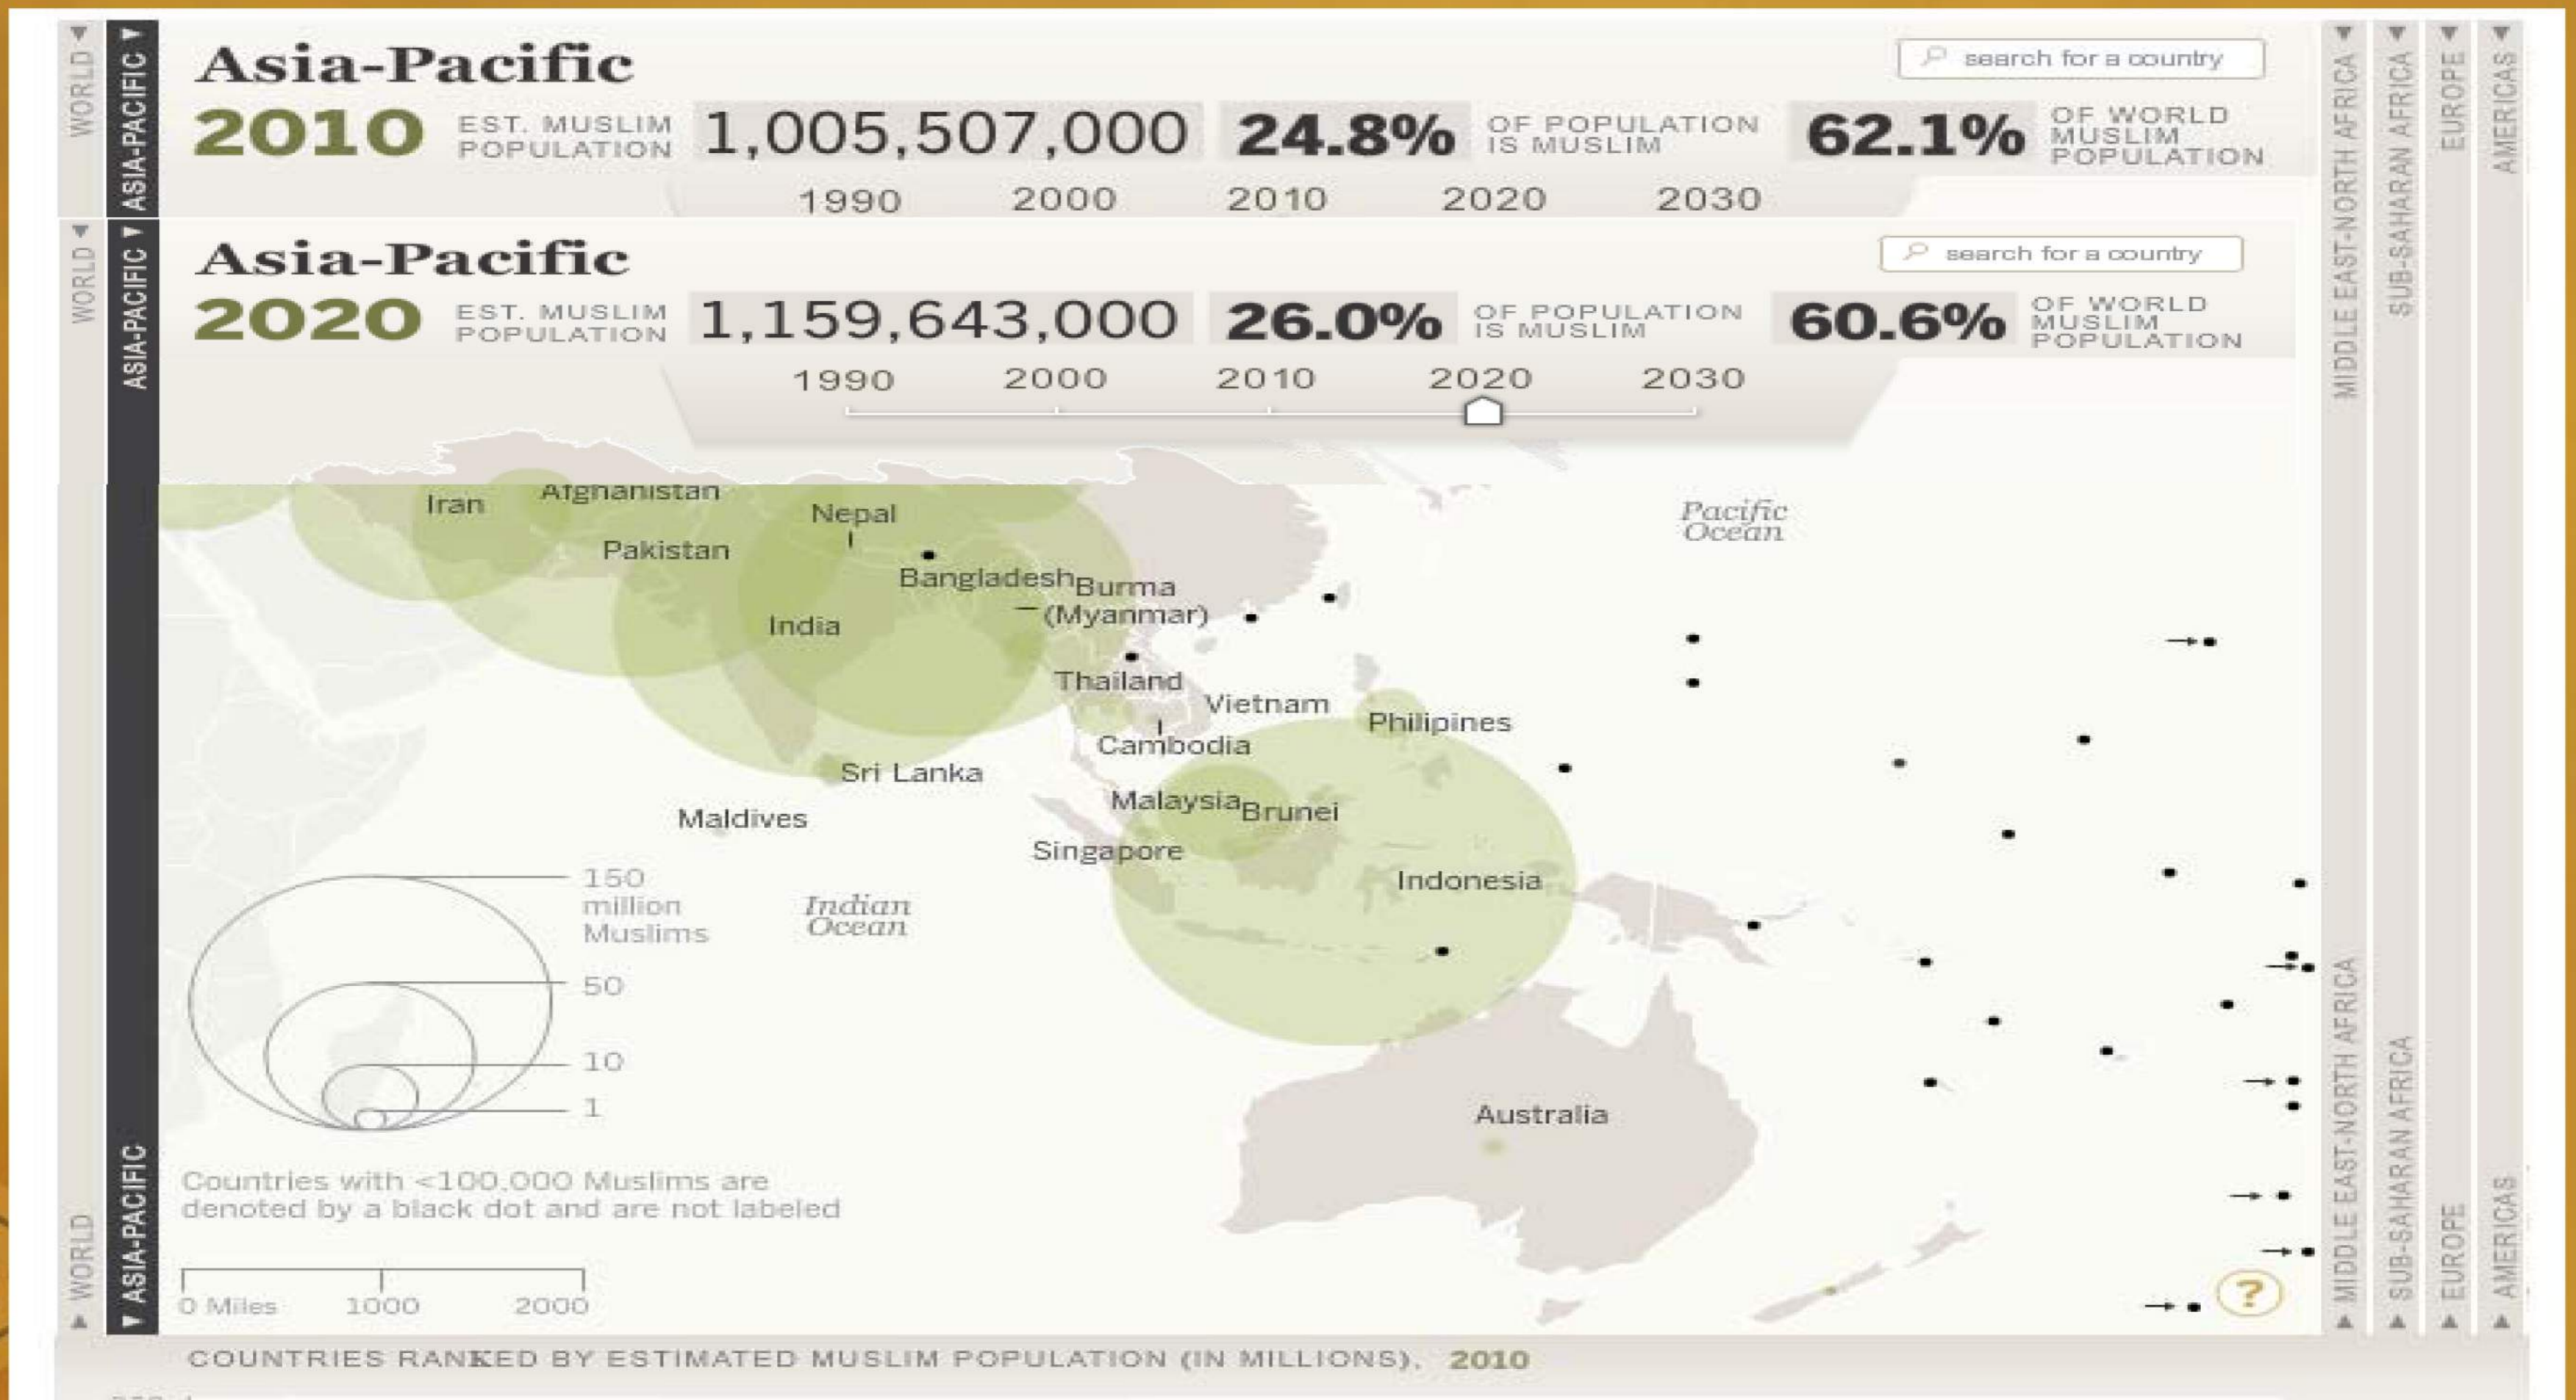 WORLD
ASIA-PACIFIC
Asia-Pacific
search for a country
2010
EST. MUSLIM
POPULATION
1,005,507,000
24.8%
OF POPULATION
IS MUSLIM
62.1%
OF WORLD
MUSLIM
POPULATION
1990 2000 2010 2020 2030
WORLD
ASIA-PACIFIC
Asia-Pacific
search for a country
2020
EST. MUSLIM
POPULATION
1,159,643,000
26.0%
OF POPULATION
IS MUSLIM
60.6%
OF WORLD
MUSLIM
POPULATION
1990 2000 2010 2020 2030
MIDDLE EAST-NORTH AFRICA
SUB-SAHARAN AFRICA
EUROPE
AMERICAS
Iran
Afghanistan
Nepal
Pacific
Ocean
Pakistan
Bangladesh
Burma
(Myanmar)
India
Thailand
Vietnam
Philipines
Cambodia
Sri Lanka
Malaysia
Brunei
Maldives
Singapore
Indonesia
150
million
Muslims
Indian
Ocean
50
10
1
Australia
Countries with <100,000 Muslims are
denoted by a black dot and are not labeled
0 Miles 1000 2000
?
WORLD
ASIA-PACIFIC
MIDDLE EAST-NORTH AFRICA
SUB-SAHARAN AFRICA
EUROPE
AMERICAS
COUNTRIES RANKED BY ESTIMATED MUSLIM POPULATION (IN MILLIONS), 2010